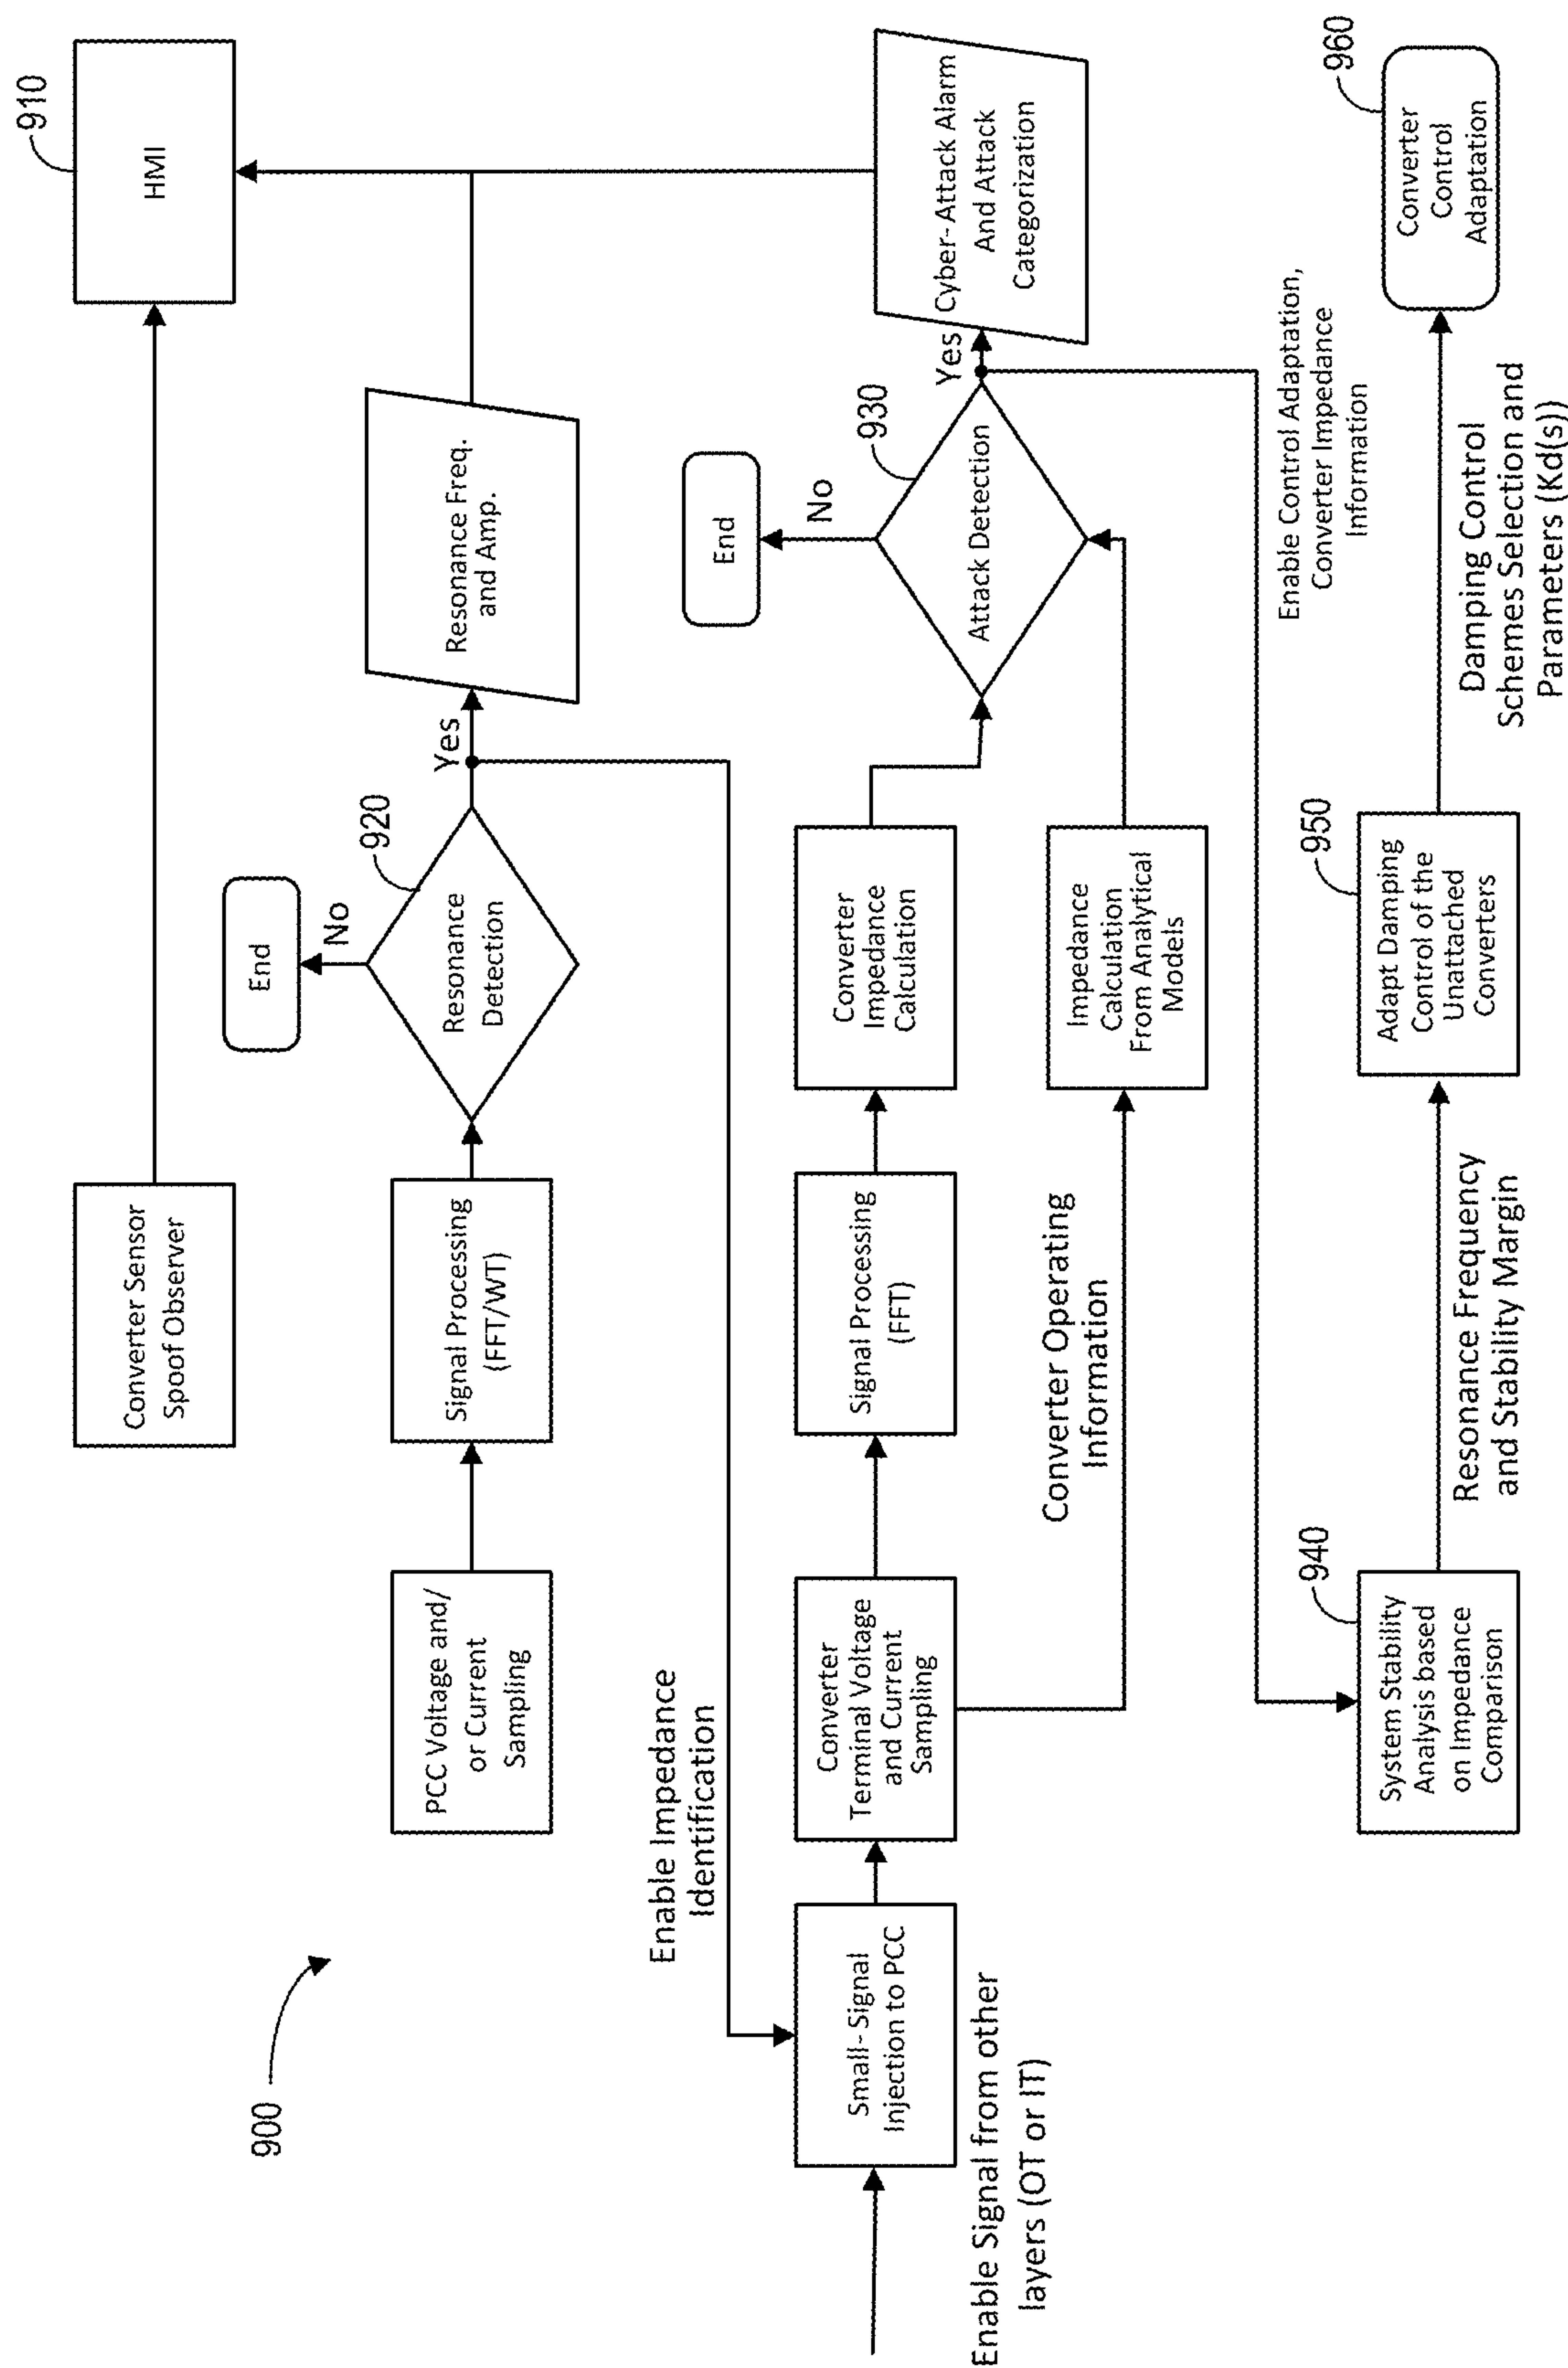 900
Converter Sensor
Spoof Observer
HMI
910
PCC Voltage and/
or Current
Sampling
Signal Processing
(FFT/WT)
Resonance
Detection
920
No
End
Yes
Resonance Freq.
and Amp.
Enable Impedance
Identification
Enable Signal from other
layers (OT or IT)
Small- Signal
Injection to PCC
Converter
Terminal Voltage
and Current
Sampling
Signal Processing
(FFT)
Converter
Impedance
Calculation
Converter Operating
Information
Impedance
Calculation
From Analytical
Models
Attack Detection
930
No
End
Yes
Cyber- Attack Alarm
And Attack
Categorization
Enable Control Adaptation,
Converter Impedance
Information
System Stability
Analysis based
on Impedance
Comparison
940
Resonance Frequency
and Stability Margin
Adapt Damping
Control of the
Unattached
Converters
950
Damping Control
Schemes Selection and
Parameters (Kd(s))
Converter
Control
Adaptation
960